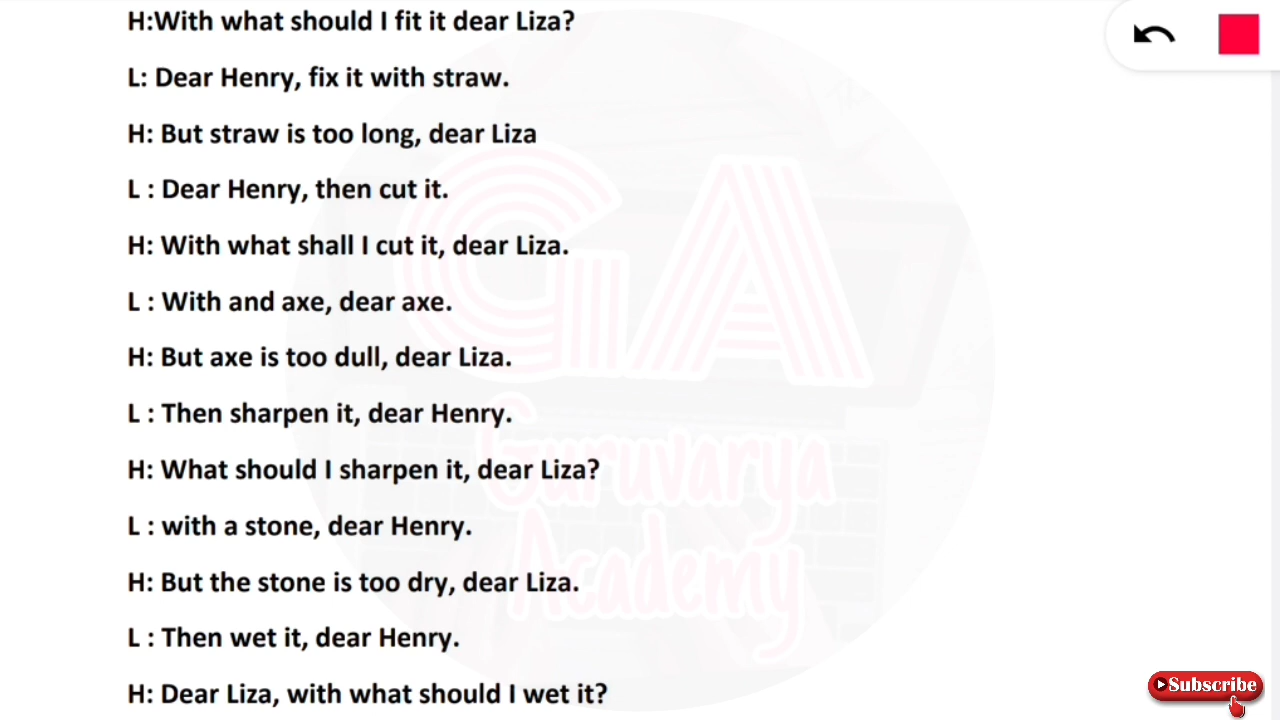 H:With what should I fit it dear Liza?
L: Dear Henry, fix it with straw.
H: But straw is too long, dear Liza
L : Dear Henry, then cut it.
H: With what shall I cut it, dear Liza.
L : With and axe, dear axe.
H: But axe is too dull, dear Liza.
L : Then sharpen it, dear Henry.
H: What should I sharpen it, dear Liza?
L : with a stone, dear Henry.
H: But the stone is too dry, dear Liza.
L : Then wet it, dear Henry.
H: Dear Liza, with what should I wet it?
GA
Guruvarya
Academy
Subscribe